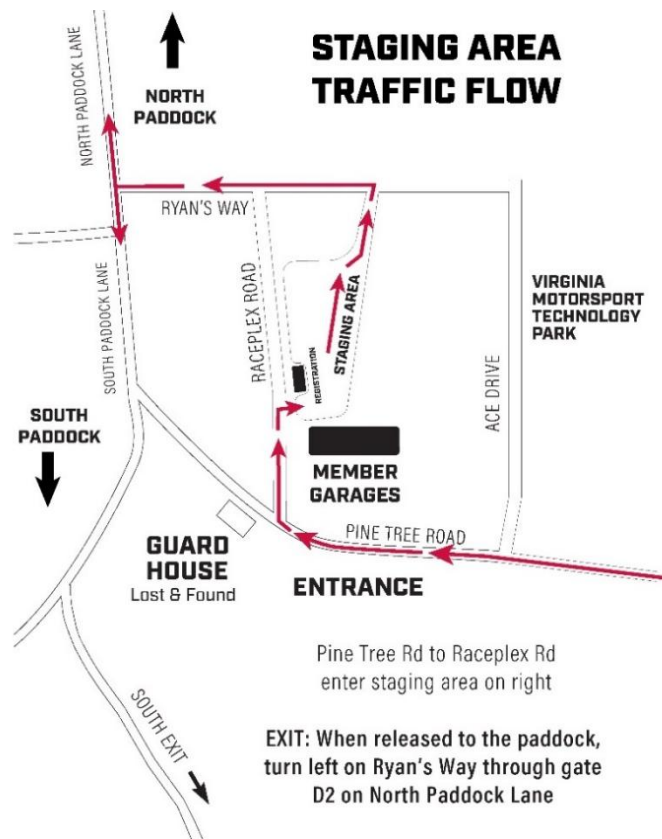 STAGING AREA
TRAFFIC FLOW
NORTH PADDOCK LANE
NORTH
PADDOCK
RYAN'S WAY
RACEPLEX ROAD
STAGING AREA
REGISTRATION
VIRGINIA
MOTORSPORT
TECHNOLOGY
PARK
ACE DRIVE
SOUTH PADDOCK LANE
SOUTH
PADDOCK
MEMBER
GARAGES
PINE TREE ROAD
GUARD
HOUSE
Lost & Found
ENTRANCE
SOUTH EXIT
Pine Tree Rd to Raceplex Rd
enter staging area on right
EXIT: When released to the paddock,
turn left on Ryan's Way through gate
D2 on North Paddock Lane